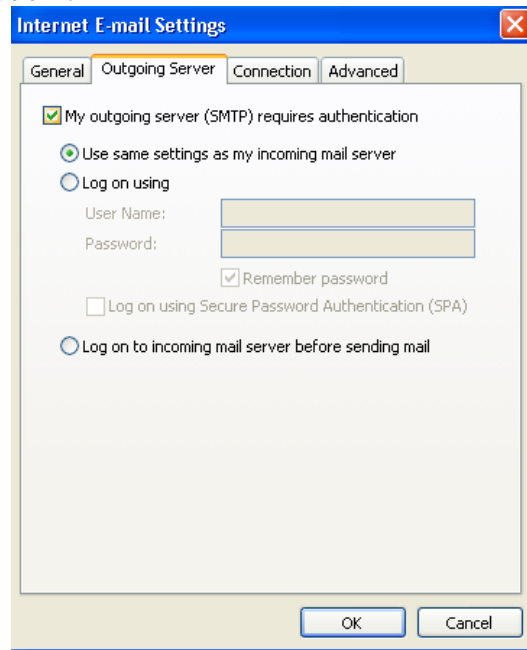 Internet E-mail Settings
General Outgoing Server Connection Advanced
My outgoing server (SMTP) requires authentication
Use same settings as my incoming mail server
Log on using
User Name:
Password:
Remember password
Log on using Secure Password Authentication (SPA)
Log on to incoming mail server before sending mail
OK Cancel